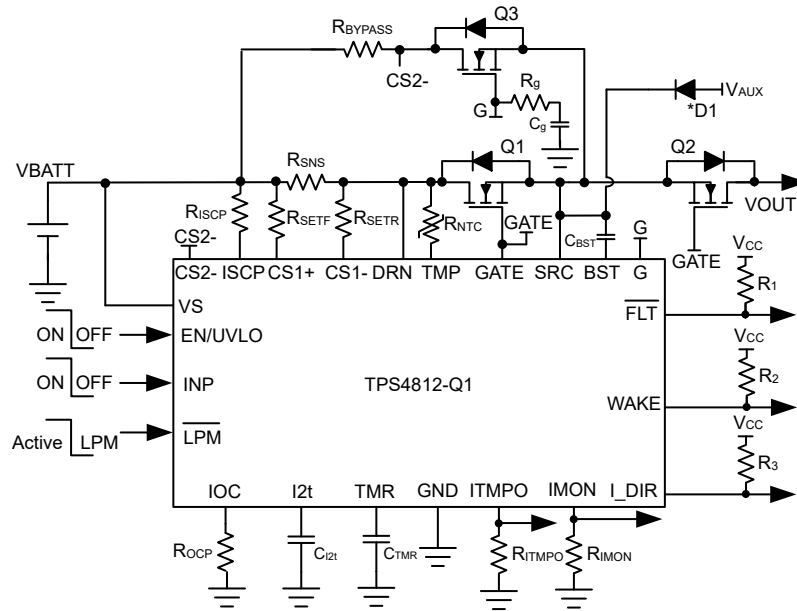 Q3
RBYPASS
CS2-
G
Rg
Cg
*D1
VAUX
VBATT
RSNS
Q1
Q2
VOUT
RISCP
RSETF
RSETR
RNTC
GATE
CBST
G
GATE
CS2-
CS2- ISCP CS1+ CS1- DRN TMP GATE SRC BST G
VS
VCC
R1
FLT
ON OFF
EN/UVLO
ON OFF
INP
TPS4812-Q1
VCC
R2
WAKE
Active LPM
LPM
VCC
R3
IOC I2t TMR GND ITMPO IMON I_DIR
ROCP
CI2t
CTMR
RITMPO
RIMON